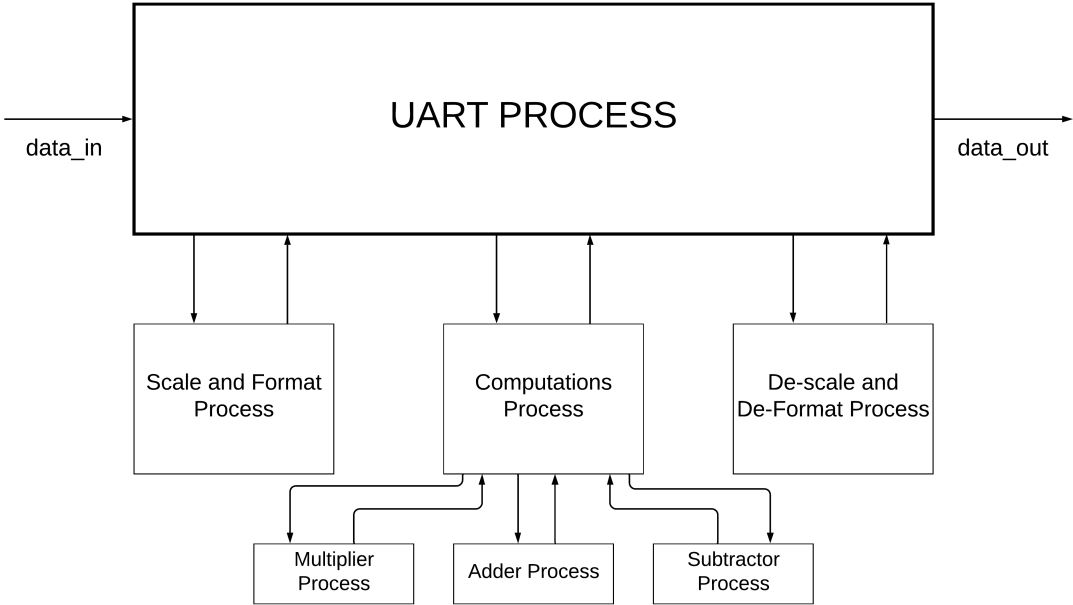 UART PROCESS
data_in
data_out
Scale and Format
Process
Computations
Process
De-scale and
De-Format Process
Multiplier
Process
Adder Process
Subtractor
Process